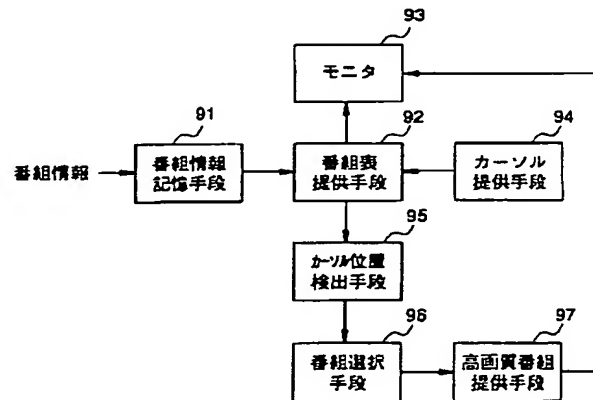 93
モニタ
91
92
94
番組情報
番組情報
記憶手段
番組表
提供手段
カーソル
提供手段
95
カーソル位置
検出手段
96
97
番組選択
手段
高画質番組
提供手段